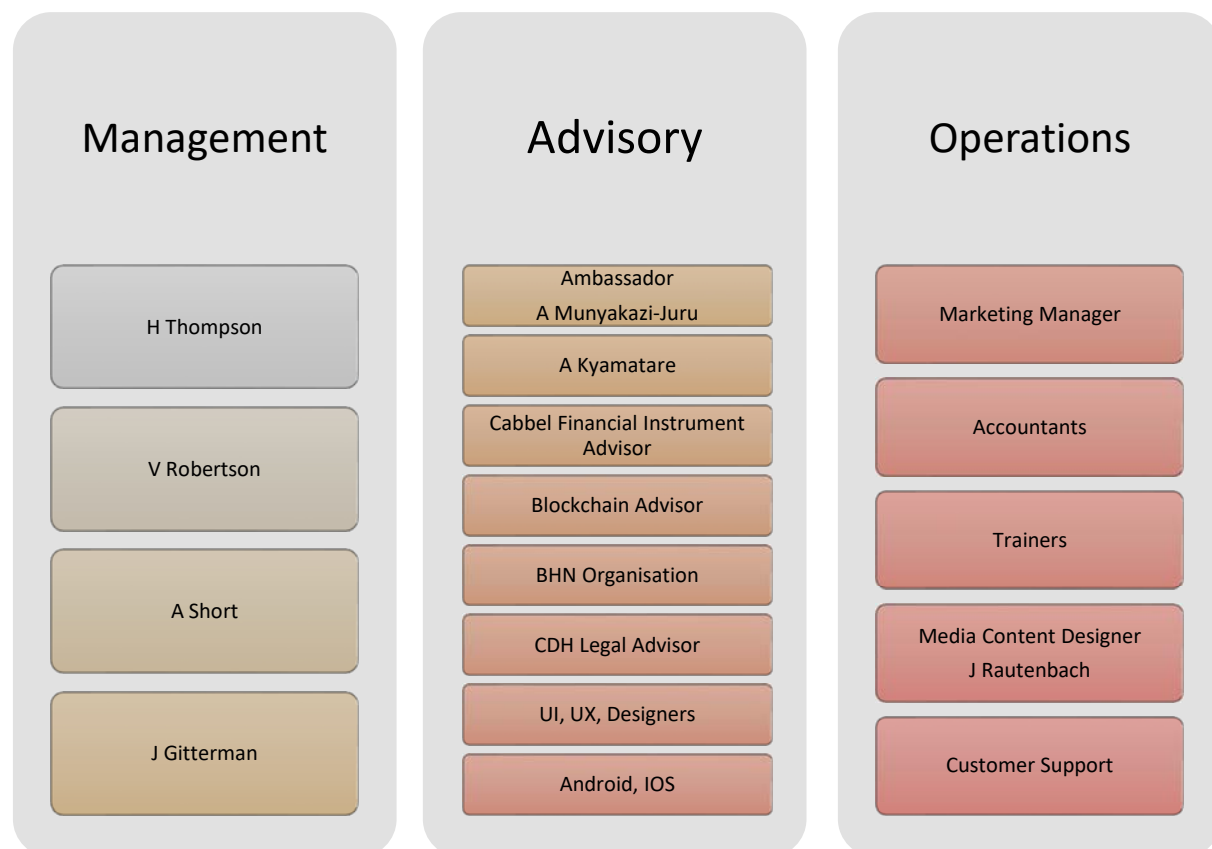 Management
H Thompson
V Robertson
A Short
J Gitterman
Advisory
Ambassador
A Munyakazi-Juru
A Kyamatare
Cabbel Financial Instrument
Advisor
Blockchain Advisor
BHN Organisation
CDH Legal Advisor
UI, UX, Designers
Android, IOS
Operations
Marketing Manager
Accountants
Trainers
Media Content Designer
J Rautenbach
Customer Support